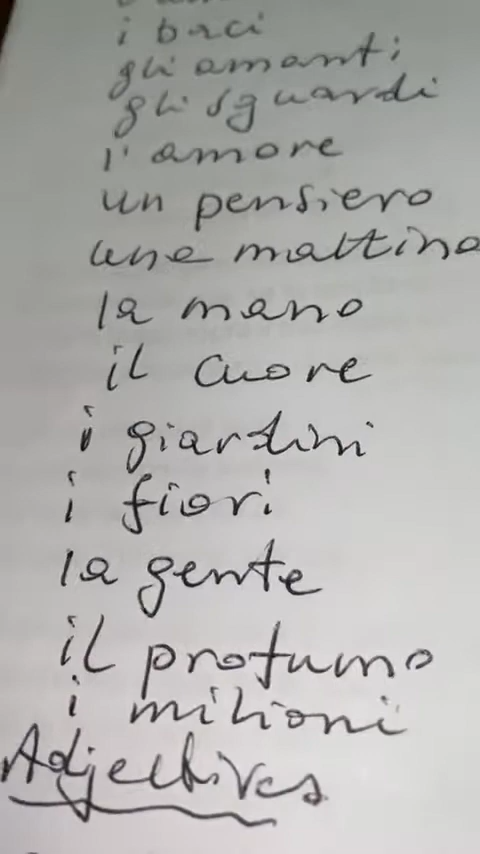 i baci
gli amanti
gli sguardi
l'amore
un pensiero
una mattina
la mano
il cuore
i giardini
i fiori
la gente
il profumo
i milioni
Adjectives